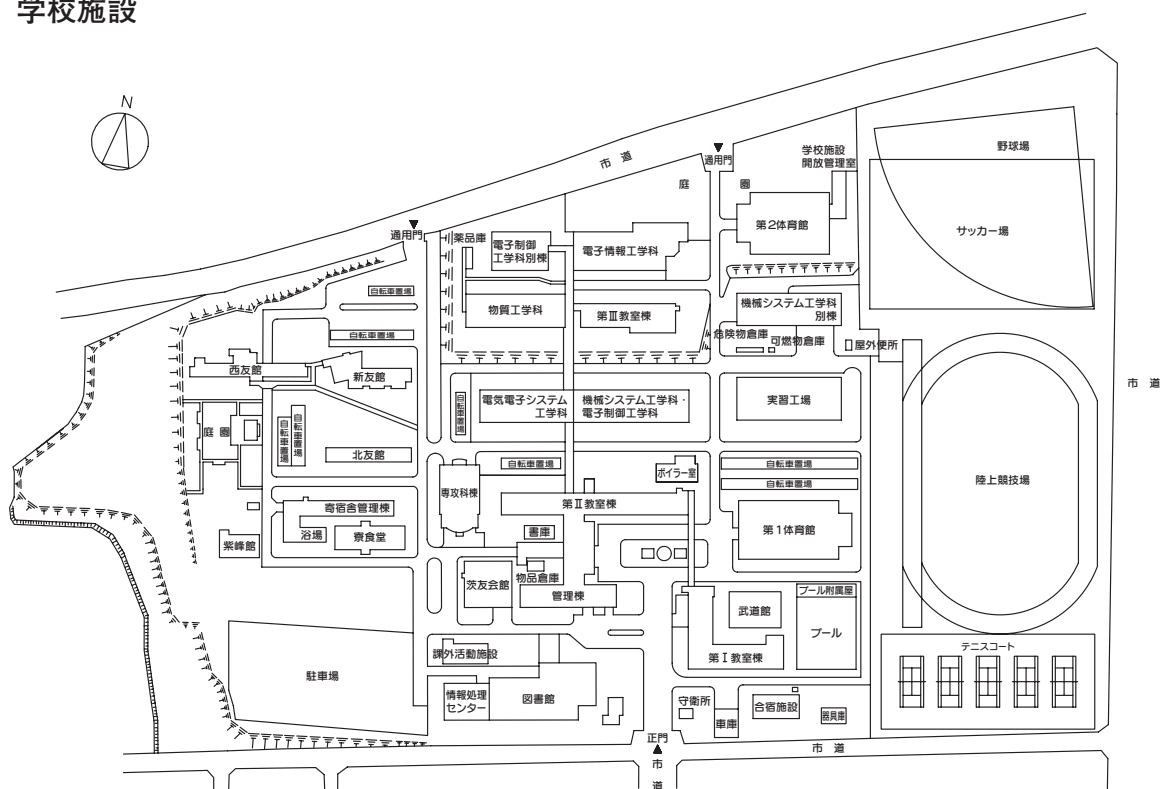 学校施設
N
市 道
通用門
学校施設
開放管理室
野球場
庭 園
第2体育館
サッカー場
通用門
薬品庫
電子制御
工学科別棟
電子情報工学科
自転車置場
物質工学科
第Ⅲ教室棟
機械システム工学科
別棟
危険物倉庫
可燃物倉庫
屋外便所
自転車置場
西友館
新友館
市 道
自転車置場
電気電子システム
工学科
機械システム工学科・
電子制御工学科
実習工場
庭 園
自転車置場
自転車置場
北友館
専攻科棟
自転車置場
ボイラー室
自転車置場
自転車置場
陸上競技場
第Ⅱ教室棟
寄宿舎管理棟
浴場
寮食堂
紫峰館
書庫
第1体育館
茨友会館
物品倉庫
管理棟
武道館
プール附属屋
プール
第Ⅰ教室棟
テニスコート
課外活動施設
駐車場
情報処理
センター
図書館
守衛所
車庫
合宿施設
器具庫
正門
市 道
市
道